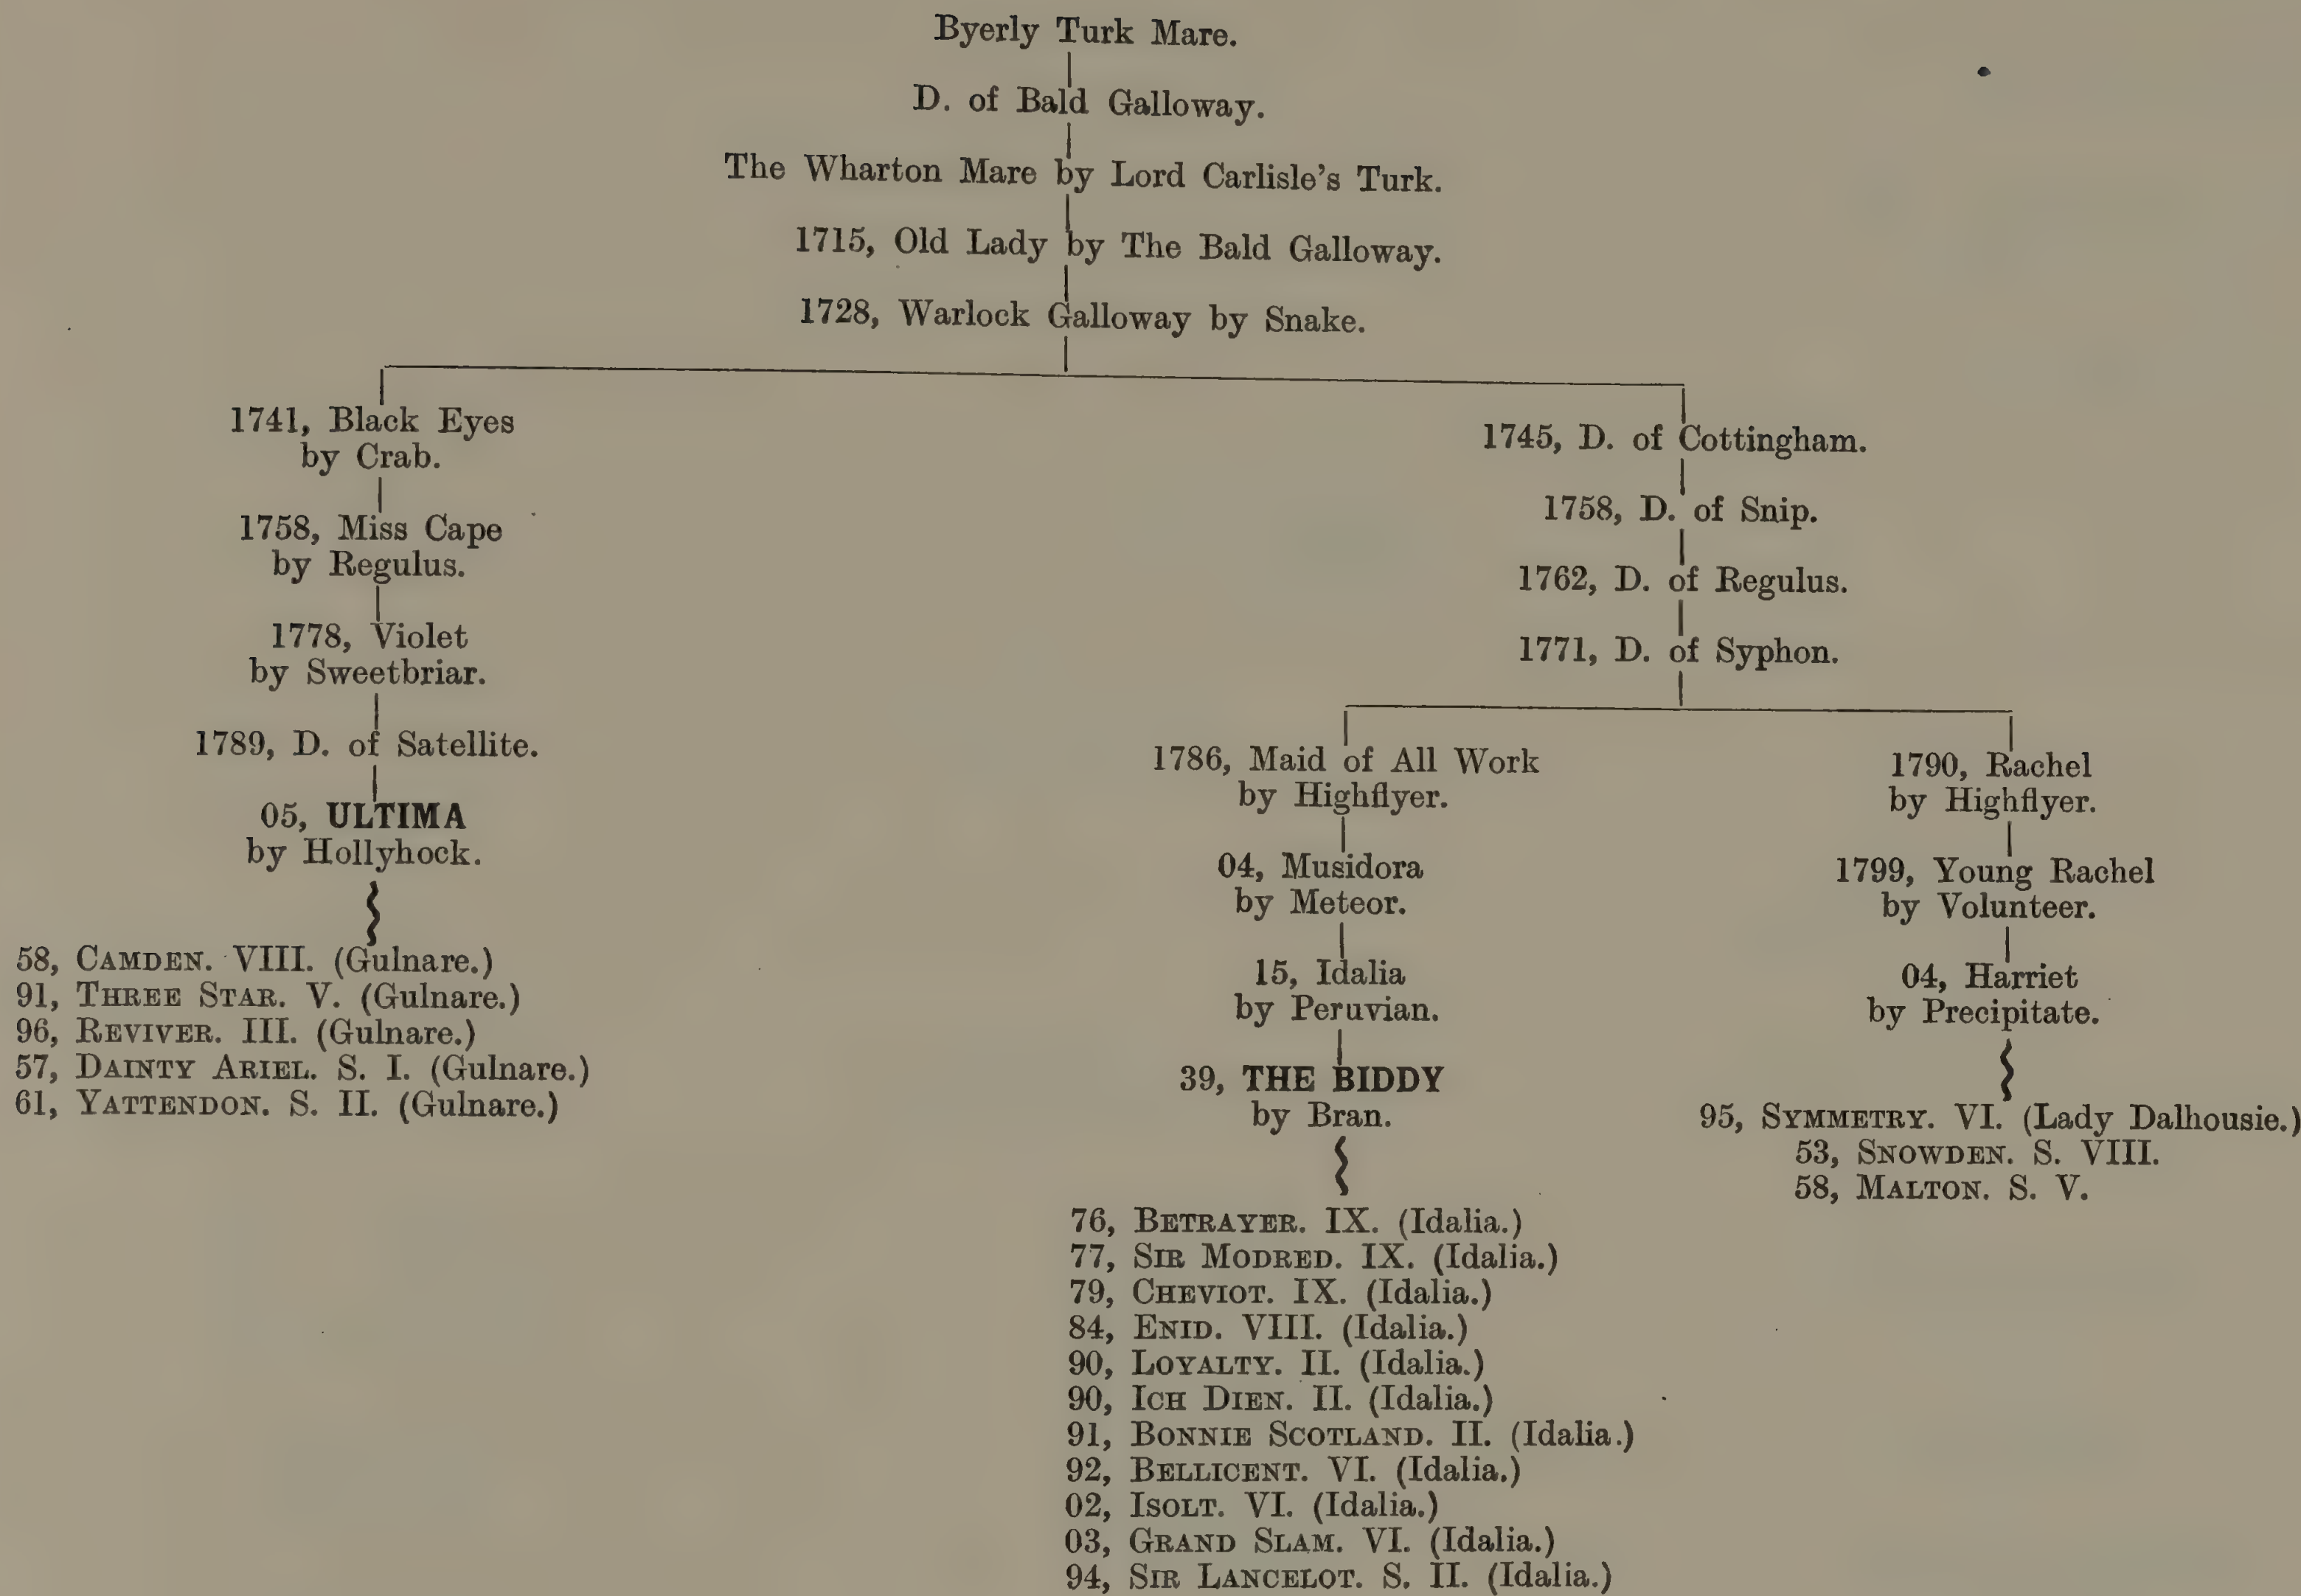 Byerly Turk Mare.
D. of Bald Galloway.
The Wharton Mare by Lord Carlisle's Turk.
1715, Old Lady by The Bald Galloway.
1728, Warlock Galloway by Snake.
1741, Black Eyes
by Crab.
1758, Miss Cape
by Regulus.
1778, Violet
by Sweetbriar.
1789, D. of Satellite.
05, ULTIMA
by Hollyhock.
58, CAMDEN. VIII. (Gulnare.)
91, THREE STAR. V. (Gulnare.)
96, REVIVER. III. (Gulnare.)
57, DAINTY ARIEL. S. I. (Gulnare.)
61, YATTENDON. S. II. (Gulnare.)
1745, D. of Cottingham.
1758, D. of Snip.
1762, D. of Regulus.
1771, D. of Syphon.
1786, Maid of All Work
by Highflyer.
04, Musidora
by Meteor.
15, Idalia
by Peruvian.
39, THE BIDDY
by Bran.
76, BETRAYER. IX. (Idalia.)
77, SIR MODRED. IX. (Idalia.)
79, CHEVIOT. IX. (Idalia.)
84, ENID. VIII. (Idalia.)
90, LOYALTY. II. (Idalia.)
90, ICH DIEN. II. (Idalia.)
91, BONNIE SCOTLAND. II. (Idalia.)
92, BELLICENT. VI. (Idalia.)
02, ISOLT. VI. (Idalia.)
03, GRAND SLAM. VI. (Idalia.)
94, SIR LANCELOT. S. II. (Idalia.)
1790, Rachel
by Highflyer.
1799, Young Rachel
by Volunteer.
04, Harriet
by Precipitate.
95, SYMMETRY. VI. (Lady Dalhousie.)
53, SNOWDEN. S. VIII.
58, MALTON. S. V.